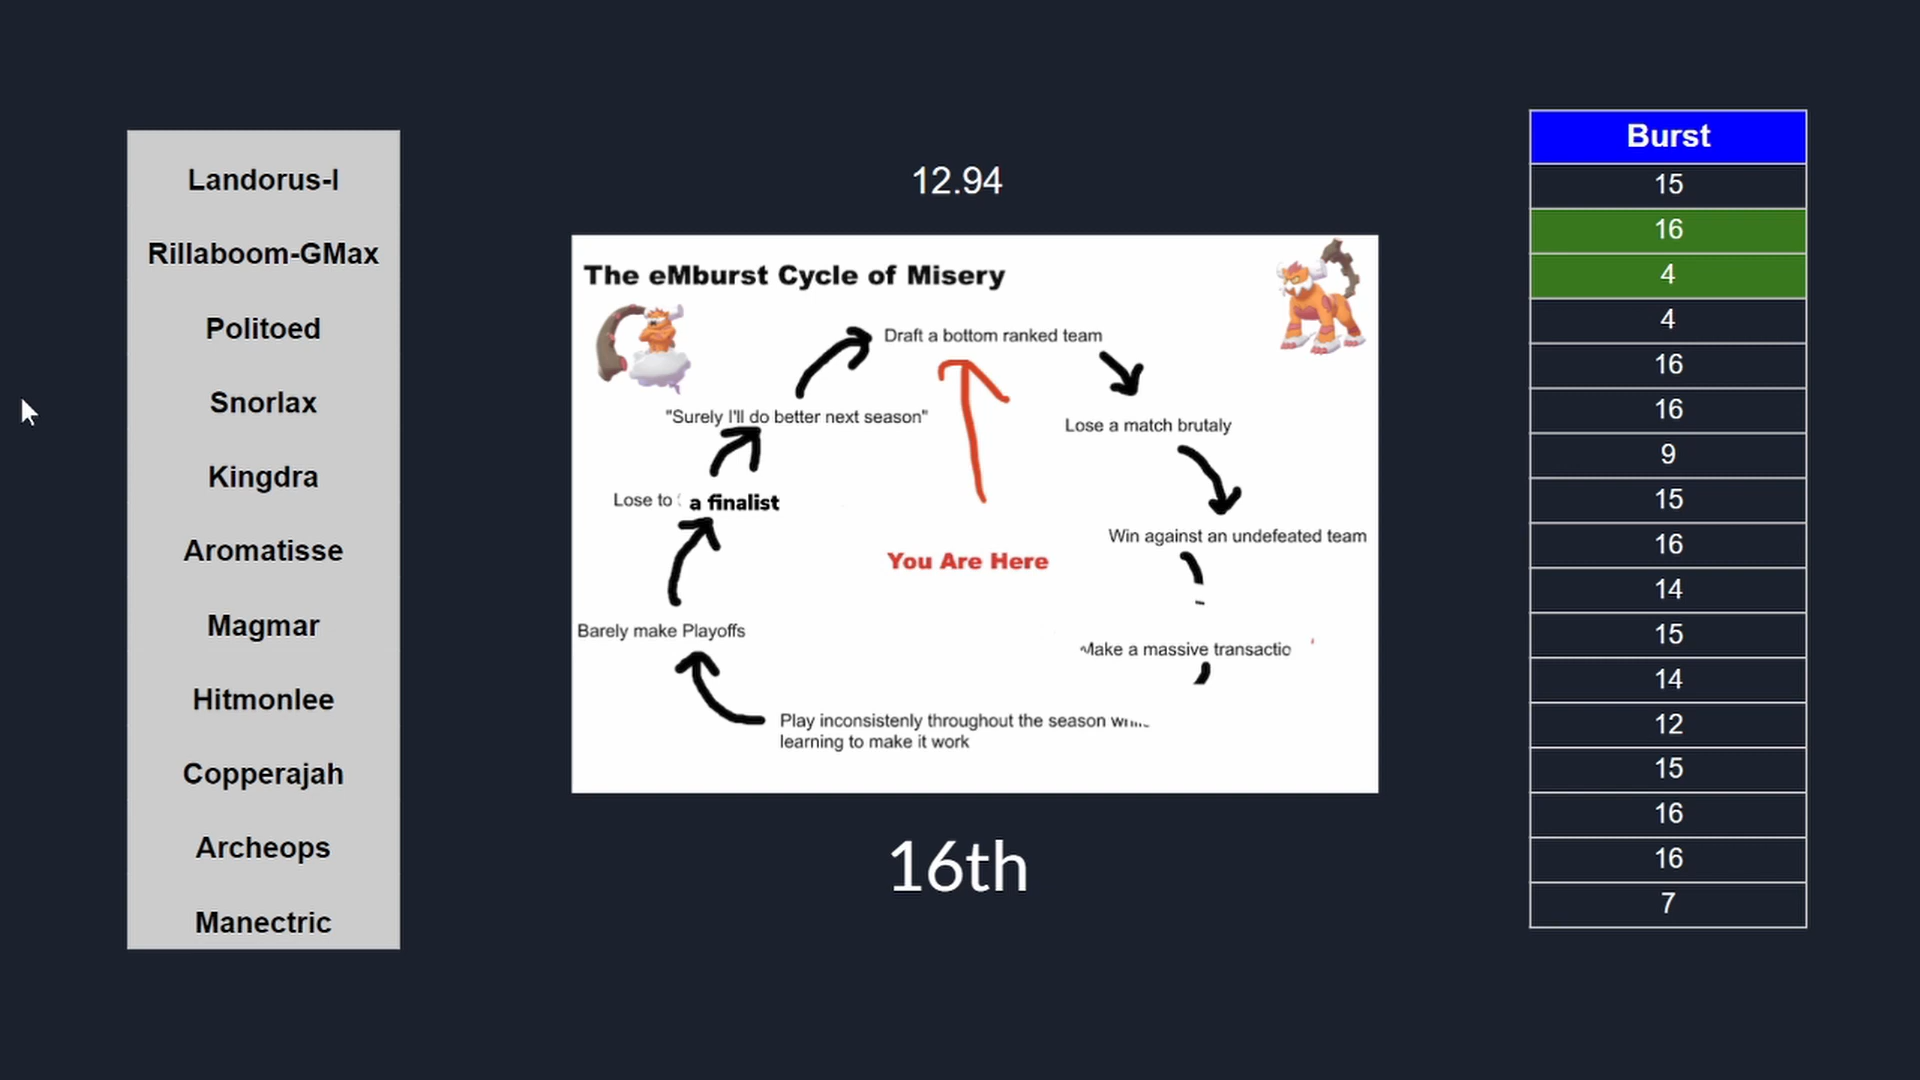 Landorus-I
Rillaboom-GMax
Politoed
Snorlax
Kingdra
Aromatisse
Magmar
Hitmonlee
Copperajah
Archeops
Manectric
12.94
The eMburst Cycle of Misery
Draft a bottom ranked team
Lose a match brutaly
Win against an undefeated team
Make a massive transactio
Play inconsistenly throughout the season
learning to make it work
Barely make Playoffs
Lose to a finalist
"Surely I'll do better next season"
You Are Here
16th
Burst
15
16
4
4
16
16
9
15
16
14
15
14
12
15
16
16
7